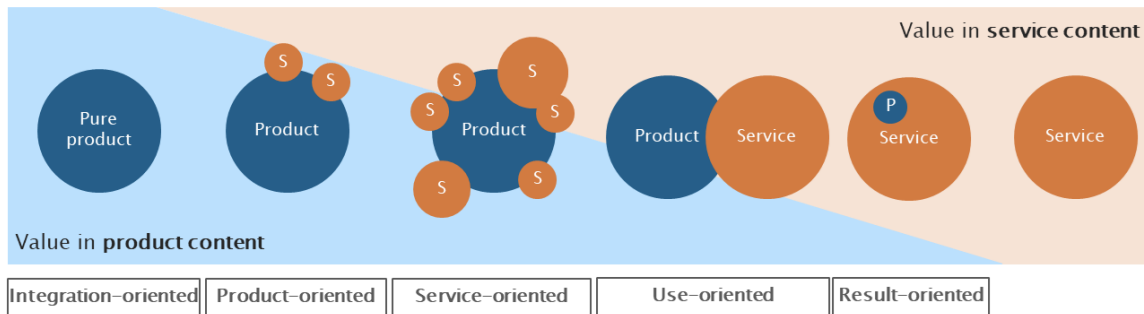 Value in service content
S
S
S
S
S
S
S
S
Pure
product
Product
Product
Product
Service
P
Service
Service
Value in product content
Integration-oriented
Product-oriented
Service-oriented
Use-oriented
Result-oriented